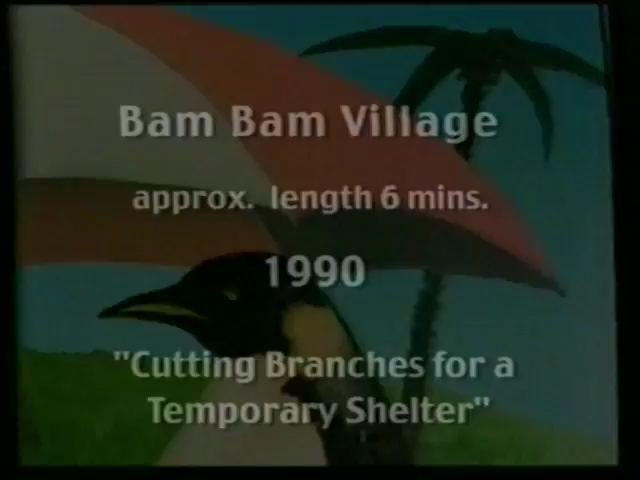 Bam Bam Village
approx. length 6 mins.
1990
"Cutting Branches for a
Temporary Shelter"